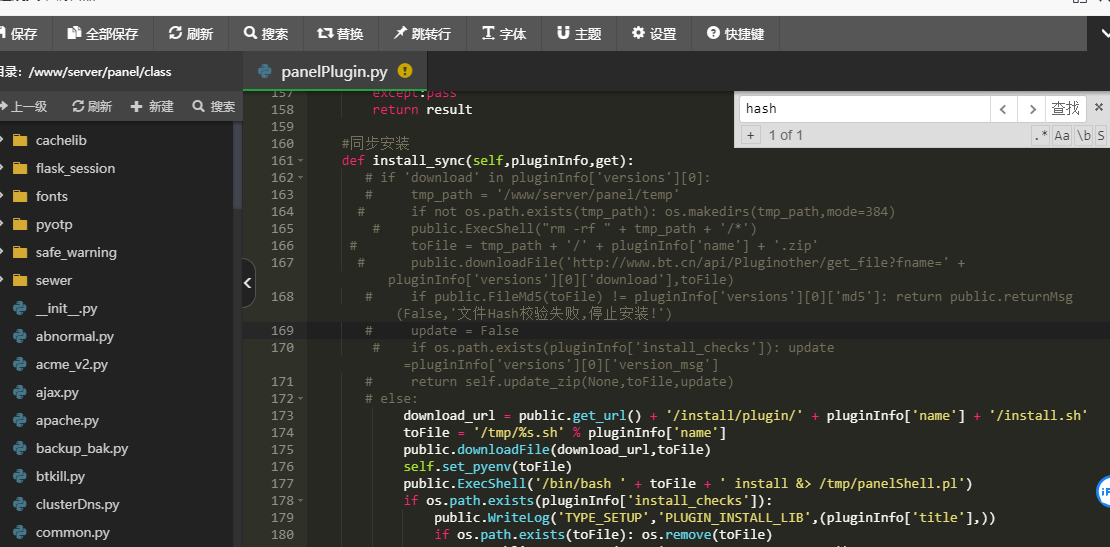 保存 全部保存 刷新 搜索 替换 跳转行 字体 主题 设置 快捷键
目录: /www/server/panel/class
panelPlugin.py
上一级 刷新 新建 搜索
cachelib
flask_session
fonts
pyotp
safe_warning
sewer
__init__.py
abnormal.py
acme_v2.py
ajax.py
apache.py
backup_bak.py
btkill.py
clusterDns.py
common.py
hash
查找
+ 1 of 1 .* Aa \b S
157 except:pass
158 return result
159
160 #同步安装
161 def install_sync(self,pluginInfo,get):
162 # if 'download' in pluginInfo['versions'][0]:
163 # tmp_path = '/www/server/panel/temp'
164 # if not os.path.exists(tmp_path): os.makedirs(tmp_path,mode=384)
165 # public.ExecShell("rm -rf " + tmp_path + '/*')
166 # toFile = tmp_path + '/' + pluginInfo['name'] + '.zip'
167 # public.downloadFile('http://www.bt.cn/api/Pluginother/get_file?fname=' +
pluginInfo['versions'][0]['download'],toFile)
168 # if public.FileMd5(toFile) != pluginInfo['versions'][0]['md5']: return public.returnMsg
(False,'文件Hash校验失败,停止安装!')
169 # update = False
170 # if os.path.exists(pluginInfo['install_checks']): update
=pluginInfo['versions'][0]['version_msg']
171 # return self.update_zip(None,toFile,update)
172 # else:
173 download_url = public.get_url() + '/install/plugin/' + pluginInfo['name'] + '/install.sh'
174 toFile = '/tmp/%s.sh' % pluginInfo['name']
175 public.downloadFile(download_url,toFile)
176 self.set_pyenv(toFile)
177 public.ExecShell('/bin/bash ' + toFile + ' install &> /tmp/panelShell.pl')
178 if os.path.exists(pluginInfo['install_checks']):
179 public.WriteLog('TYPE_SETUP','PLUGIN_INSTALL_LIB',(pluginInfo['title'],))
180 if os.path.exists(toFile): os.remove(toFile)